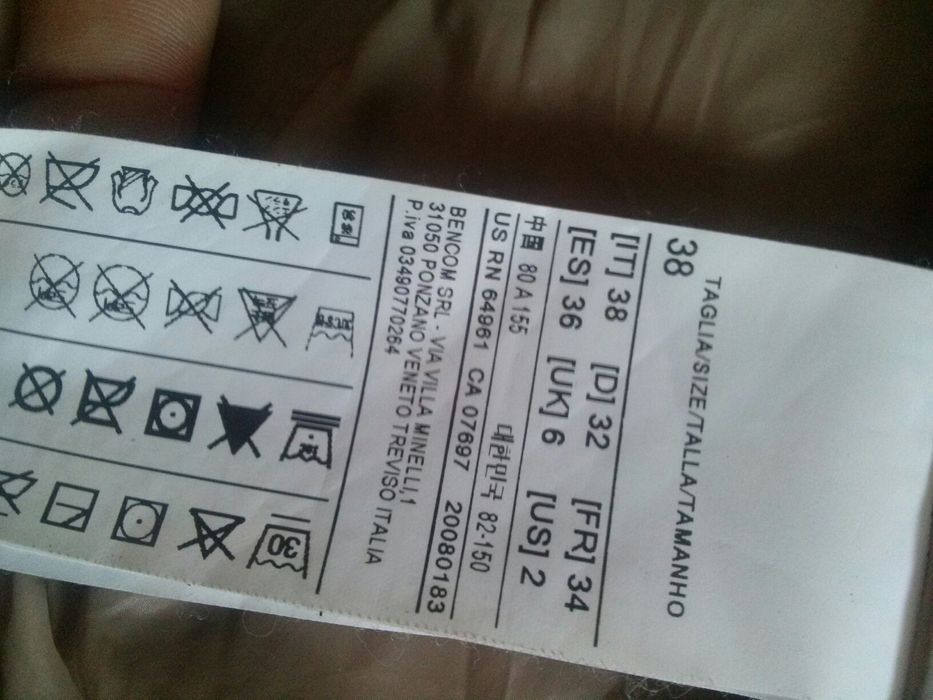 TAGLIA/SIZE/TALLA/TAMANHO
38
[IT] 38 [D] 32 [FR] 34
[ES] 36 [UK] 6 [US] 2
中国 80 A 155 대한민국 82-150
US RN 64961 CA 07697 20080183
BENCOM SRL - VIA VILLA MINELLI,1
31050 PONZANO VENETO TREVISO ITALIA
P.iva 03490770264
30